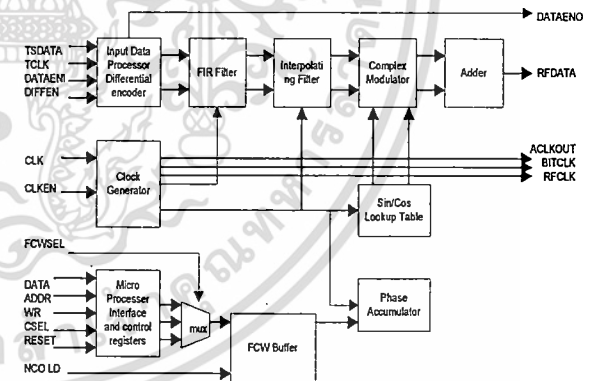 DATAENO
TSDATA
TCLK
DATAENI
DIFFEN
Input Data
Processor
Differential
encoder
FIR Filter
Interpolati
ng Filter
Complex
Modulator
Adder
RFDATA
CLK
CLKEN
Clock
Generator
ACLKOUT
BITCLK
RFCLK
Sin/Cos
Lookup Table
FCWSEL
DATA
ADDR
WR
CSEL
RESET
Micro
Processer
Interface
and control
registers
mux
Phase
Accumulator
FCW Buffer
NCO LD